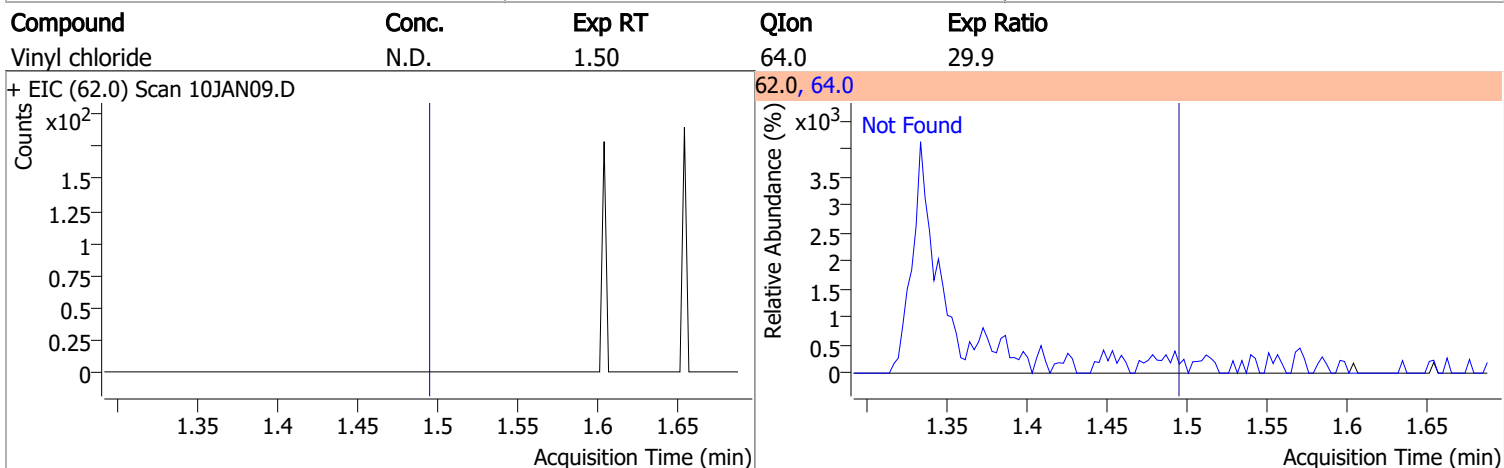 Compound Conc. Exp RT QIon Exp Ratio
Vinyl chloride N.D. 1.50 64.0 29.9
+ EIC (62.0) Scan 10JAN09.D
Counts
x10²
1.5
1.25
1
0.75
0.5
0.25
0
1.35 1.4 1.45 1.5 1.55 1.6 1.65
Acquisition Time (min)
62.0, 64.0
Relative Abundance (%)
x10³
Not Found
3.5
3
2.5
2
1.5
1
0.5
0
1.35 1.4 1.45 1.5 1.55 1.6 1.65
Acquisition Time (min)